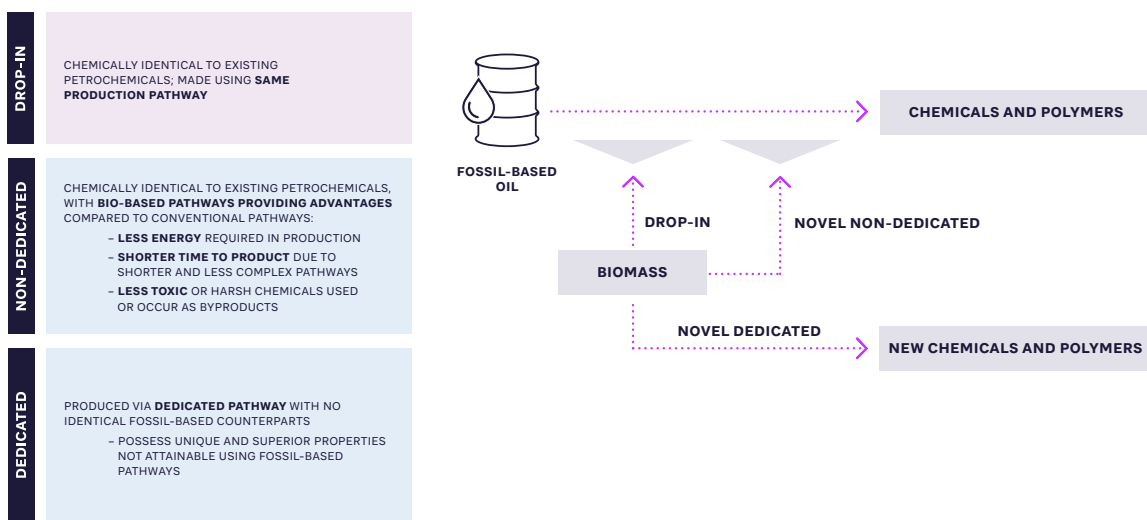 DROP-IN
CHEMICALLY IDENTICAL TO EXISTING
PETROCHEMICALS; MADE USING SAME
PRODUCTION PATHWAY
NON-DEDICATED
CHEMICALLY IDENTICAL TO EXISTING PETROCHEMICALS,
WITH BIO-BASED PATHWAYS PROVIDING ADVANTAGES
COMPARED TO CONVENTIONAL PATHWAYS:
– LESS ENERGY REQUIRED IN PRODUCTION
– SHORTER TIME TO PRODUCT DUE TO
SHORTER AND LESS COMPLEX PATHWAYS
– LESS TOXIC OR HARSH CHEMICALS USED
OR OCCUR AS BYPRODUCTS
DEDICATED
PRODUCED VIA DEDICATED PATHWAY WITH NO
IDENTICAL FOSSIL-BASED COUNTERPARTS
– POSSESS UNIQUE AND SUPERIOR PROPERTIES
NOT ATTAINABLE USING FOSSIL-BASED
PATHWAYS
FOSSIL-BASED
OIL
CHEMICALS AND POLYMERS
DROP-IN
NOVEL NON-DEDICATED
BIOMASS
NOVEL DEDICATED
NEW CHEMICALS AND POLYMERS